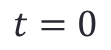 t = 0